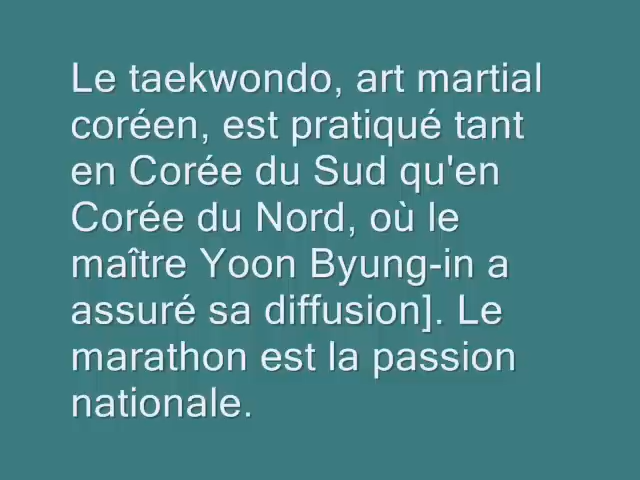 Le taekwondo, art martial
coréen, est pratiqué tant
en Corée du Sud qu'en
Corée du Nord, où le
maître Yoon Byung-in a
assuré sa diffusion]. Le
marathon est la passion
nationale.